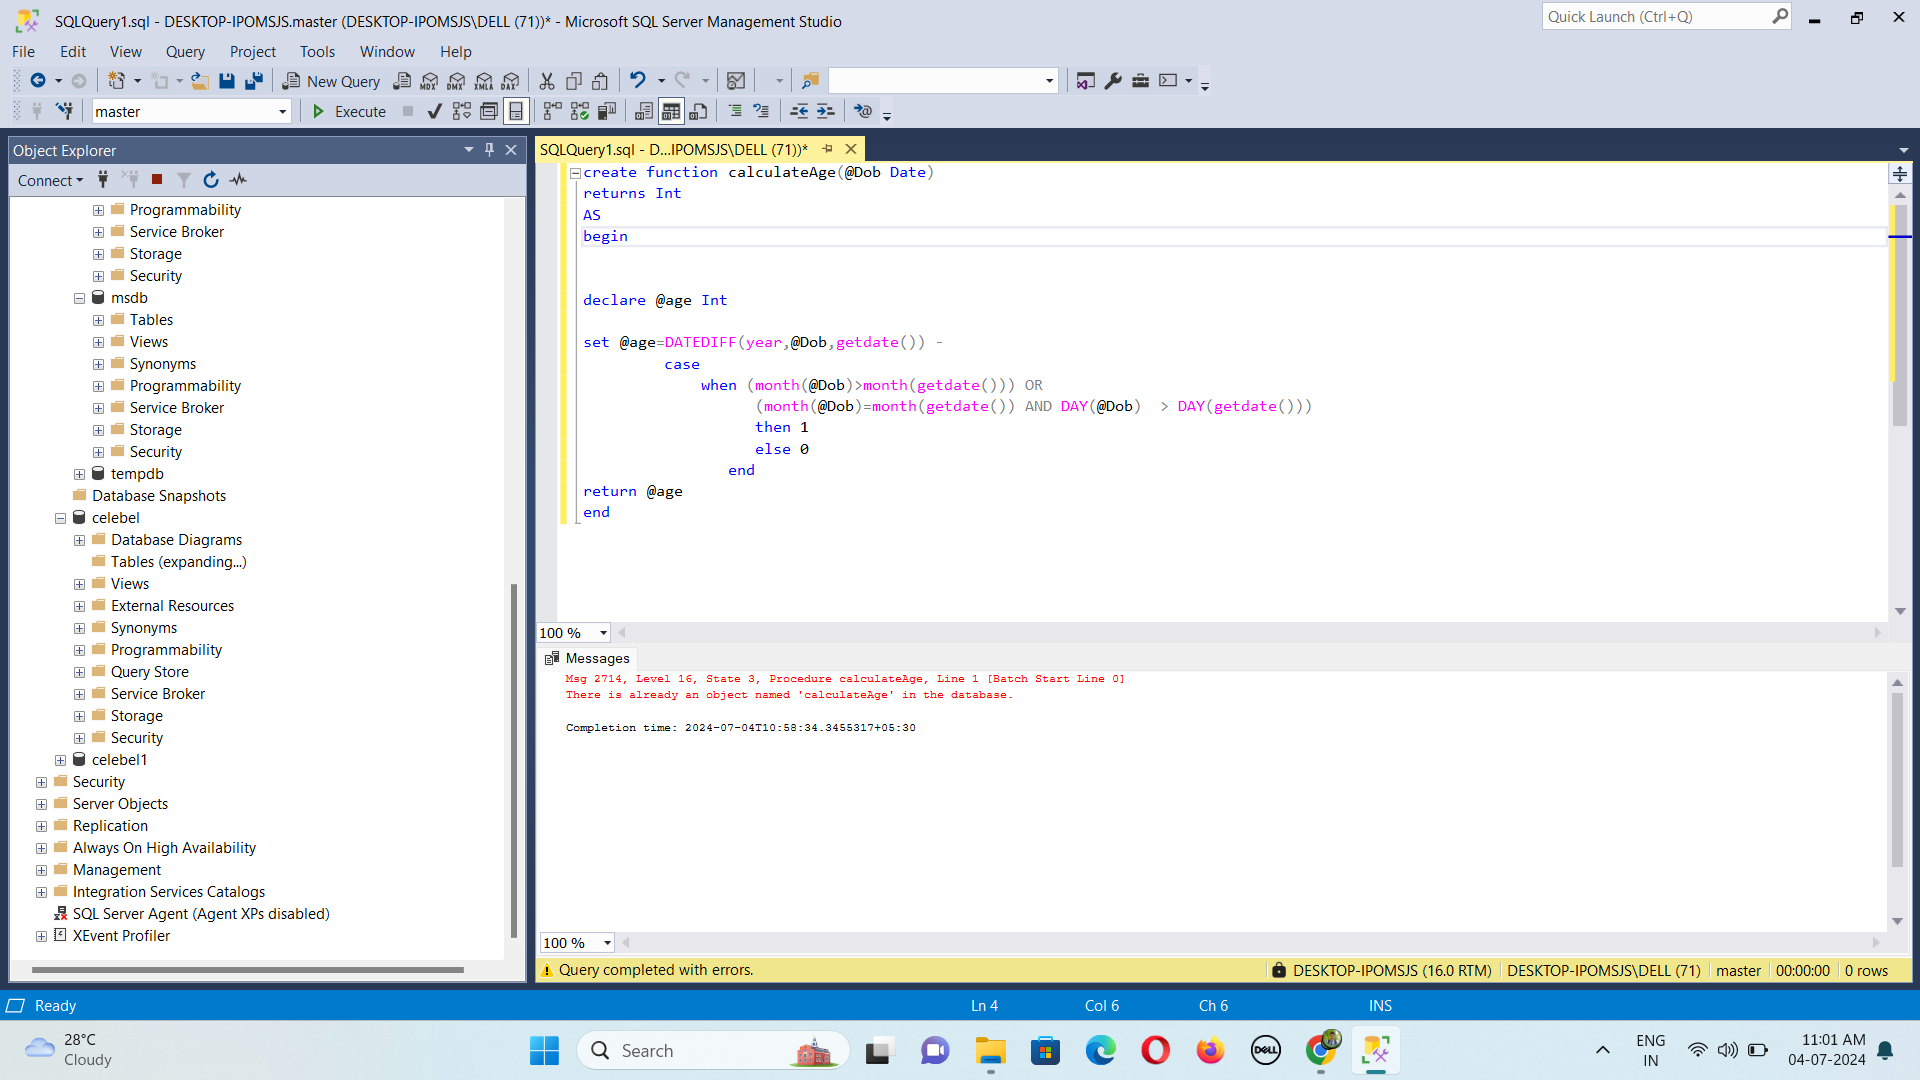 SQLQuery1.sql - DESKTOP-IPOMSJS.master (DESKTOP-IPOMSJS\DELL (71))* - Microsoft SQL Server Management Studio
Quick Launch (Ctrl+Q)
File Edit View Query Project Tools Window Help
New Query MDX DMX XMLA DAX
master Execute
Object Explorer
Connect
Programmability
Service Broker
Storage
Security
msdb
Tables
Views
Synonyms
Programmability
Service Broker
Storage
Security
tempdb
Database Snapshots
celebel
Database Diagrams
Tables (expanding...)
Views
External Resources
Synonyms
Programmability
Query Store
Service Broker
Storage
Security
celebel1
Security
Server Objects
Replication
Always On High Availability
Management
Integration Services Catalogs
SQL Server Agent (Agent XPs disabled)
XEvent Profiler
SQLQuery1.sql - D...IPOMSJS\DELL (71))*
create function calculateAge(@Dob Date)
returns Int
AS
begin
declare @age Int
set @age=DATEDIFF(year,@Dob,getdate()) -
case
when (month(@Dob)>month(getdate())) OR
(month(@Dob)=month(getdate()) AND DAY(@Dob)  > DAY(getdate()))
then 1
else 0
end
return @age
end
100 %
Messages
Msg 2714, Level 16, State 3, Procedure calculateAge, Line 1 [Batch Start Line 0]
There is already an object named 'calculateAge' in the database.
Completion time: 2024-07-04T10:58:34.3455317+05:30
100 %
Query completed with errors. DESKTOP-IPOMSJS (16.0 RTM) DESKTOP-IPOMSJS\DELL (71) master 00:00:00 0 rows
Ready Ln 4 Col 6 Ch 6 INS
28°C
Cloudy
Search
DELL
ENG
IN
11:01 AM
04-07-2024